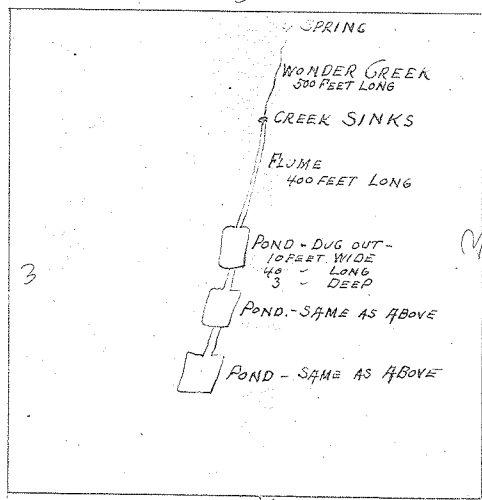 SPRING
WONDER CREEK
500 FEET LONG
CREEK SINKS
FLUME
400 FEET LONG
POND - DUG OUT -
10 FEET WIDE
40 " LONG
3 " DEEP
3
POND. - SAME AS ABOVE
POND - SAME AS ABOVE